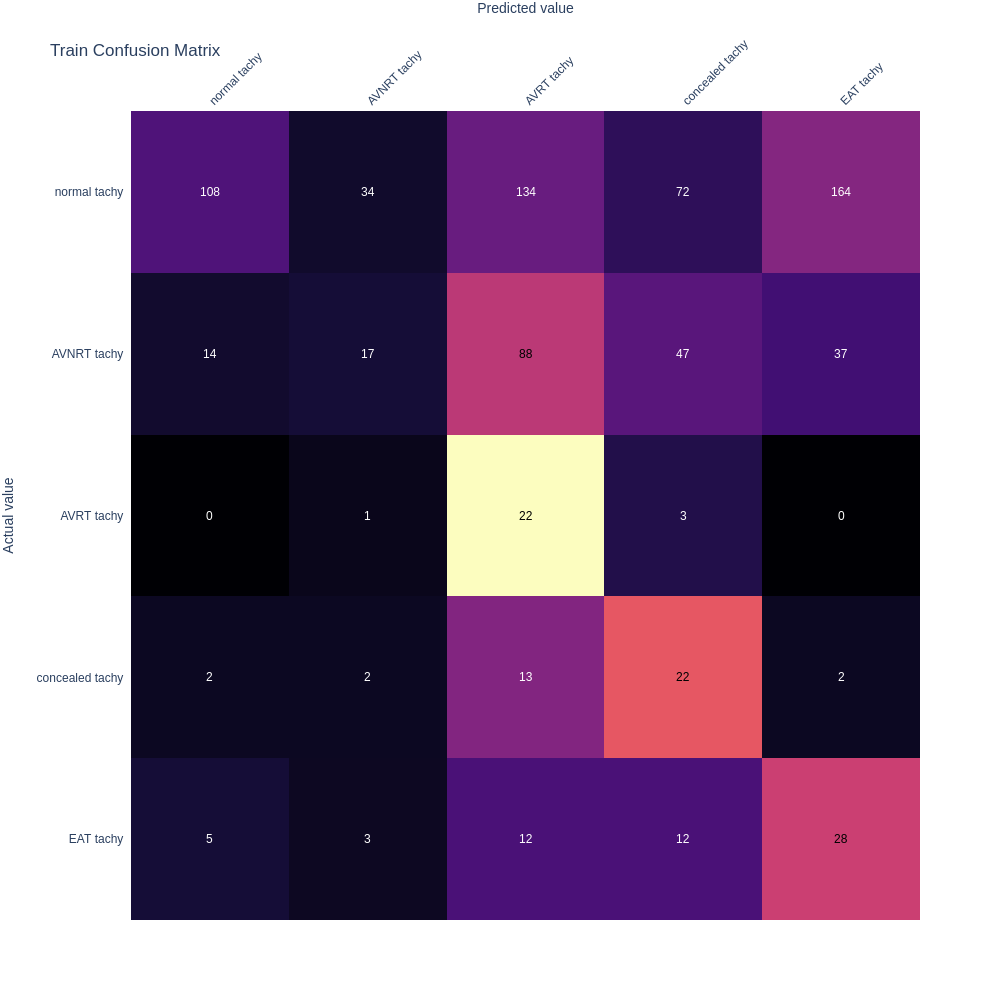 Predicted value
Train Confusion Matrix
normal tachy AVNRT tachy AVRT tachy concealed tachy EAT tachy
normal tachy 108 34 134 72 164
AVNRT tachy 14 17 88 47 37
AVRT tachy 0 1 22 3 0
concealed tachy 2 2 13 22 2
EAT tachy 5 3 12 12 28
Actual value